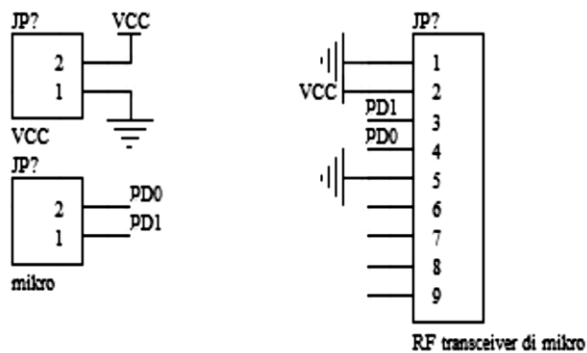 JP?
VCC
2
1
VCC
JP?
2
PD0
1
PD1
mikro
JP?
1
VCC
2
PD1
3
PD0
4
5
6
7
8
9
RF transceiver di mikro